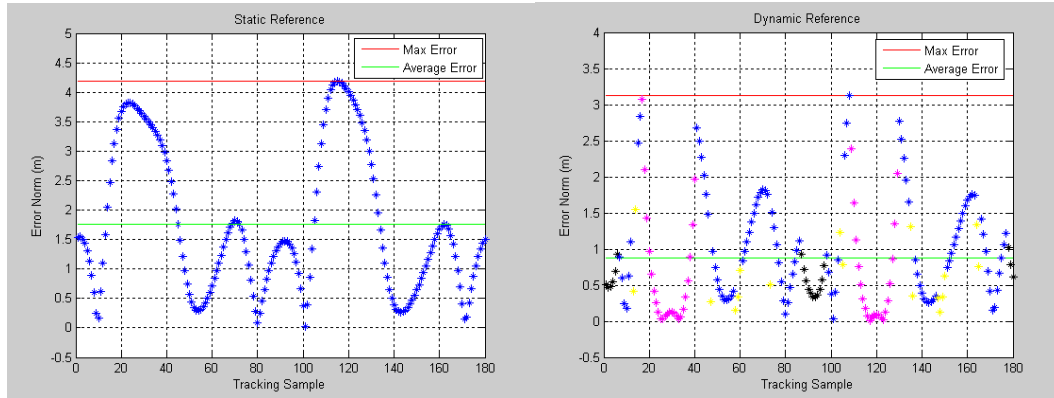 Static Reference
Max Error
Average Error
Error Norm (m)
5
4.5
4
3.5
3
2.5
2
1.5
1
0.5
0
-0.5
0 20 40 60 80 100 120 140 160 180
Tracking Sample
Dynamic Reference
Max Error
Average Error
Error Norm (m)
4
3.5
3
2.5
2
1.5
1
0.5
0
-0.5
0 20 40 60 80 100 120 140 160 180
Tracking Sample